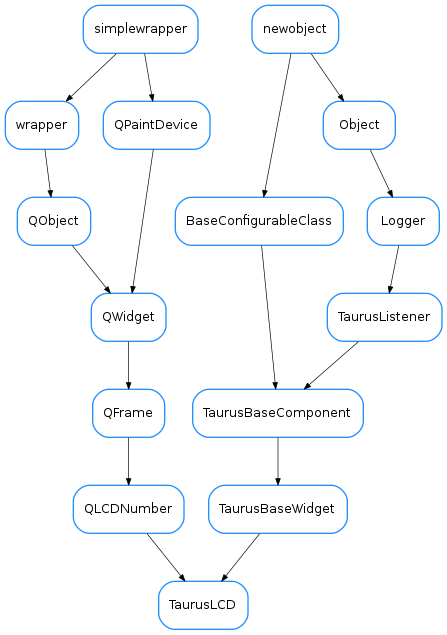 simplewrapper
newobject
wrapper
QPaintDevice
Object
QObject
BaseConfigurableClass
Logger
QWidget
TaurusListener
QFrame
TaurusBaseComponent
QLCDNumber
TaurusBaseWidget
TaurusLCD